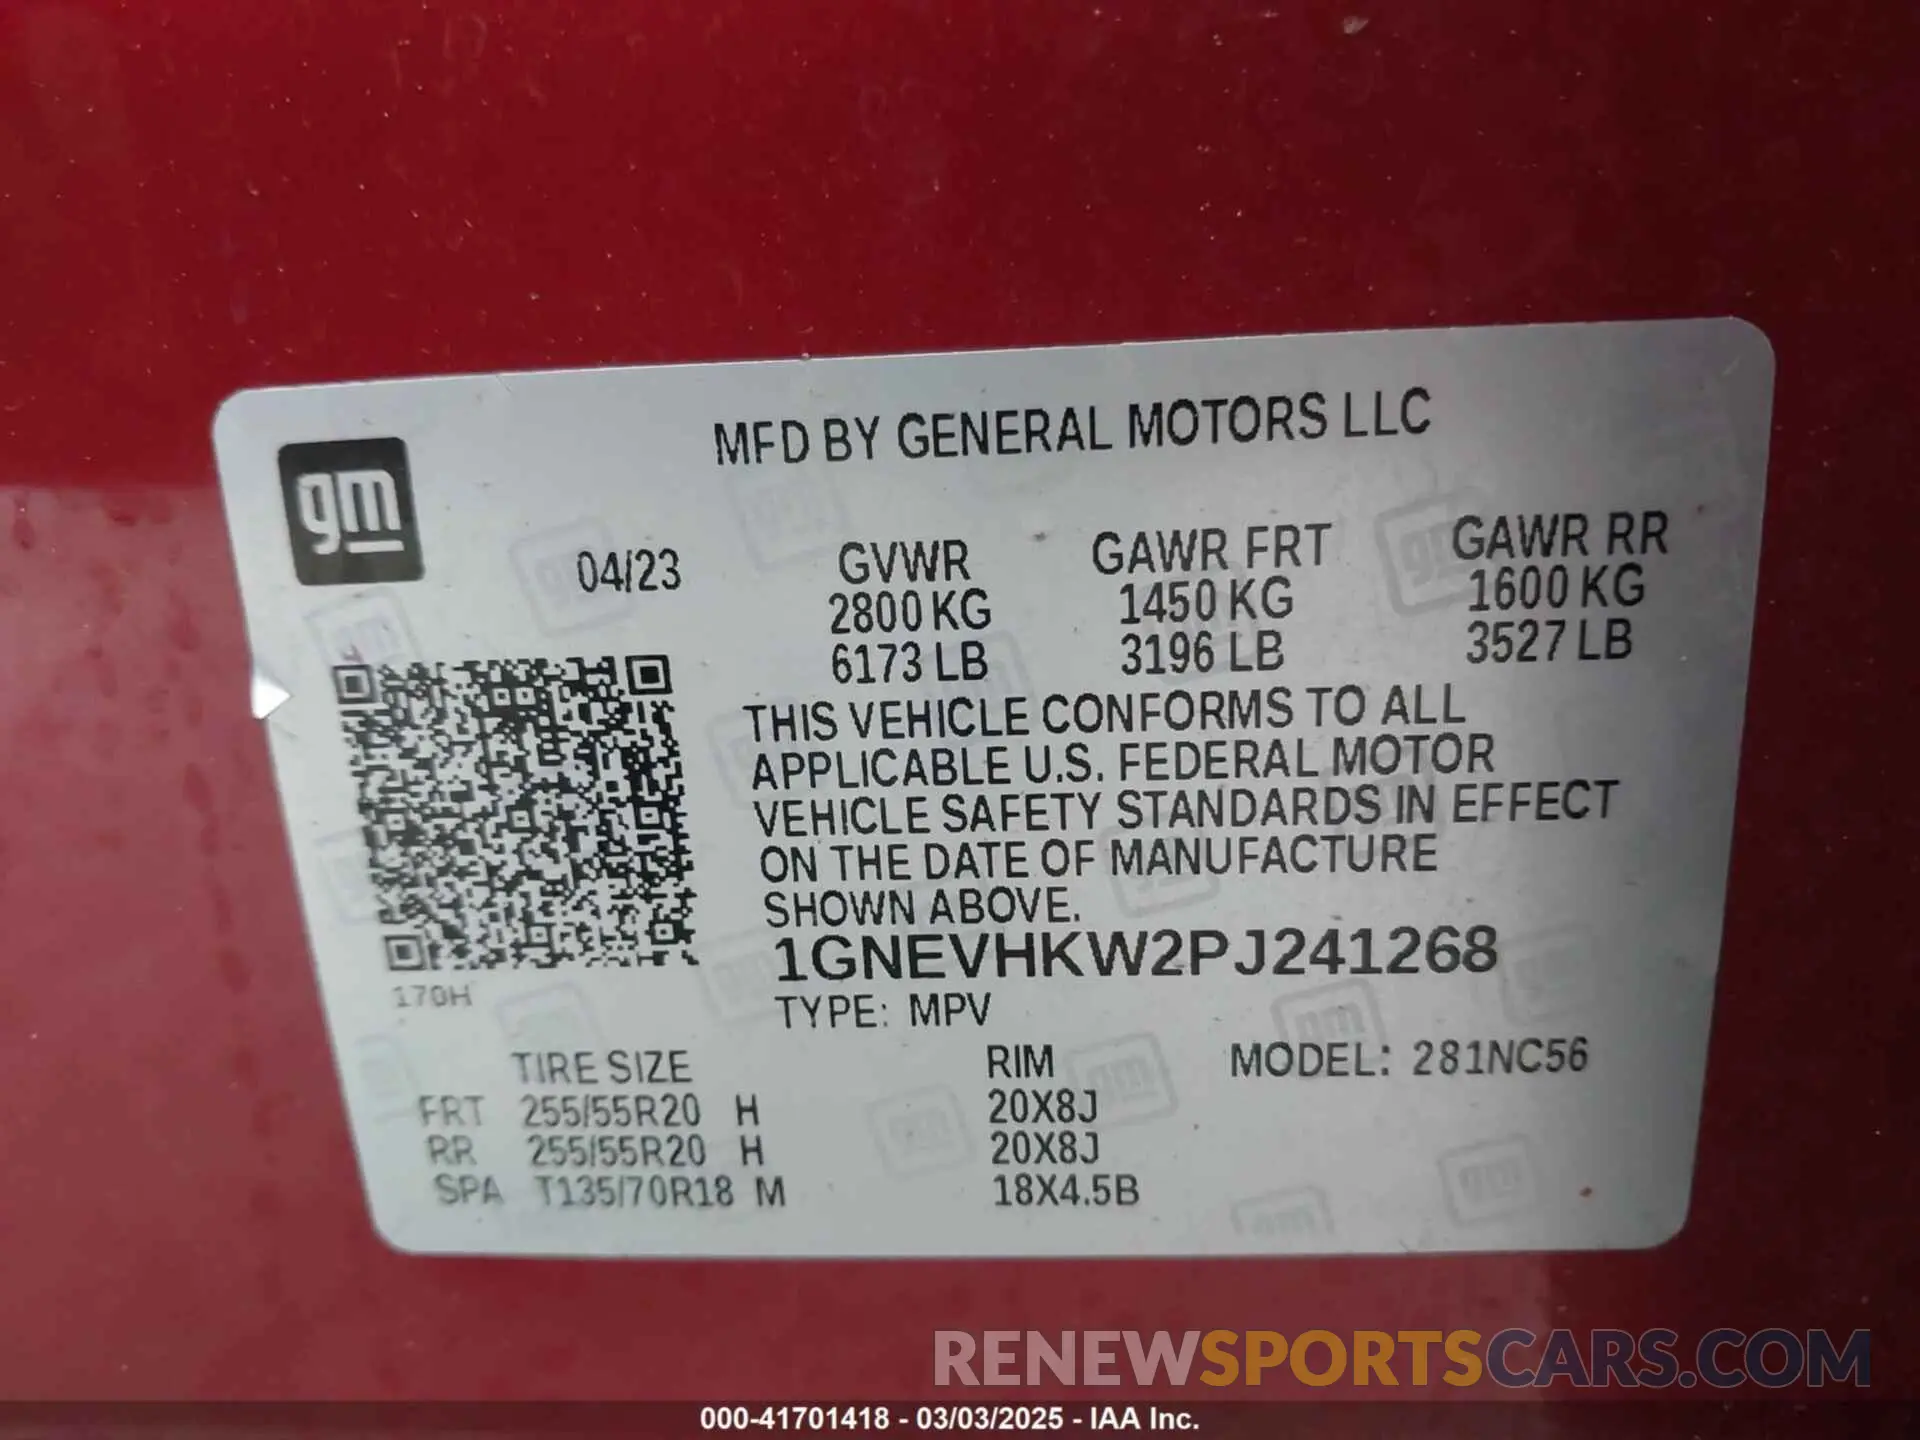 MFD BY GENERAL MOTORS LLC
gm
04/23 GVWR GAWR FRT GAWR RR
2800 KG 1450 KG 1600 KG
6173 LB 3196 LB 3527 LB
THIS VEHICLE CONFORMS TO ALL
APPLICABLE U.S. FEDERAL MOTOR
VEHICLE SAFETY STANDARDS IN EFFECT
ON THE DATE OF MANUFACTURE
SHOWN ABOVE.
1GNEVHKW2PJ241268
170H
TYPE: MPV
TIRE SIZE RIM MODEL: 281NC56
FRT 255/55R20 H 20X8J
RR 255/55R20 H 20X8J
SPA T135/70R18 M 18X4.5B
RENEWSPORTSCARS.COM
000-41701418 - 03/03/2025 - IAA Inc.